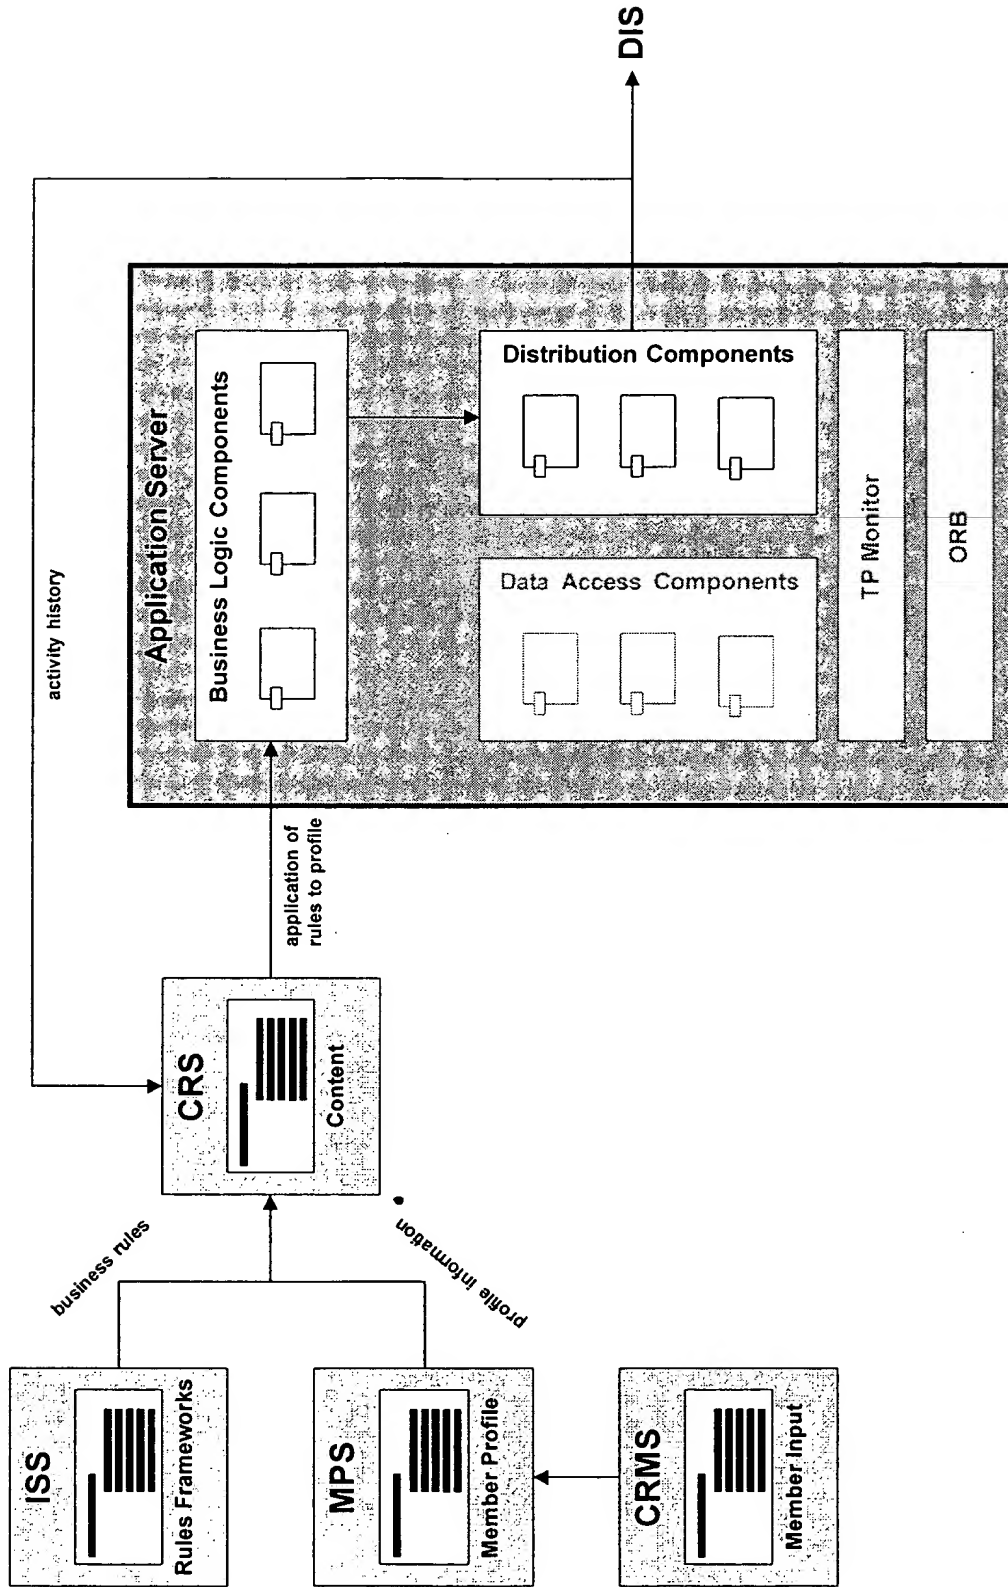 ISS
Rules Frameworks
MPS
Member Profile
CRMS
Member Input
business rules
profile information
CRS
Content
application of
rules to profile
activity history
Application Server
Business Logic Components
Data Access Components
Distribution Components
TP Monitor
ORB
DIS